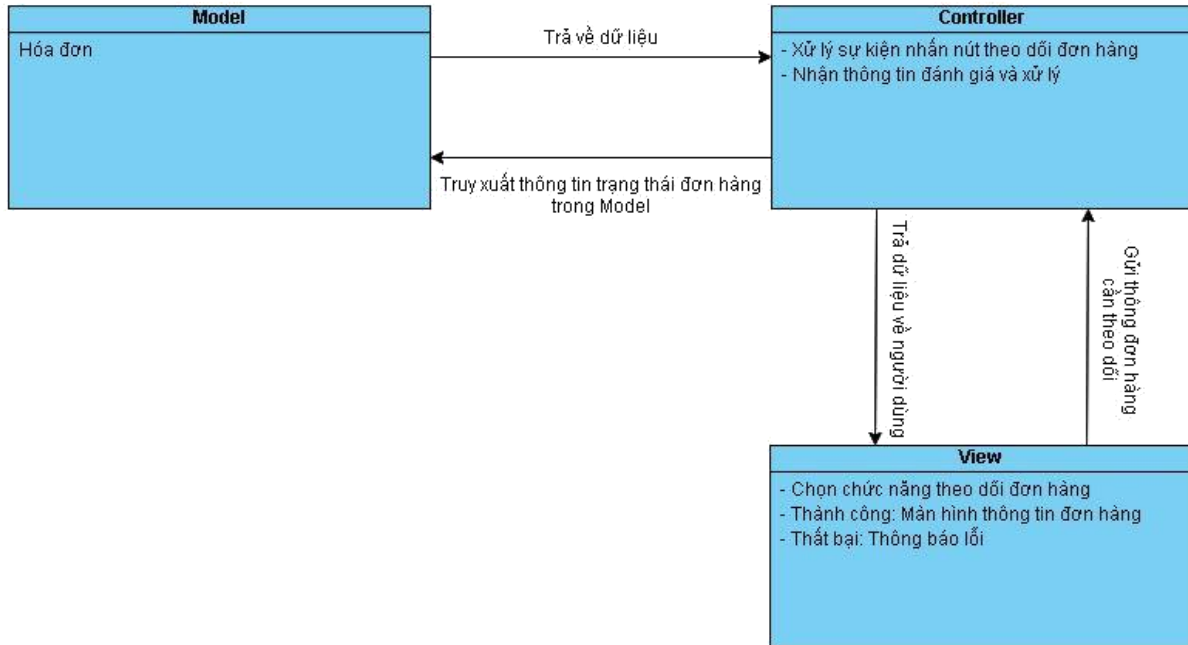 Model
Hóa đơn
Trả về dữ liệu
Truy xuất thông tin trạng thái đơn hàng
trong Model
Controller
- Xử lý sự kiện nhấn nút theo dõi đơn hàng
- Nhận thông tin đánh giá và xử lý
Trả dữ liệu về người dùng
Gửi thông đơn hàng
cần theo dõi
View
- Chọn chức năng theo dõi đơn hàng
- Thành công: Màn hình thông tin đơn hàng
- Thất bại: Thông báo lỗi